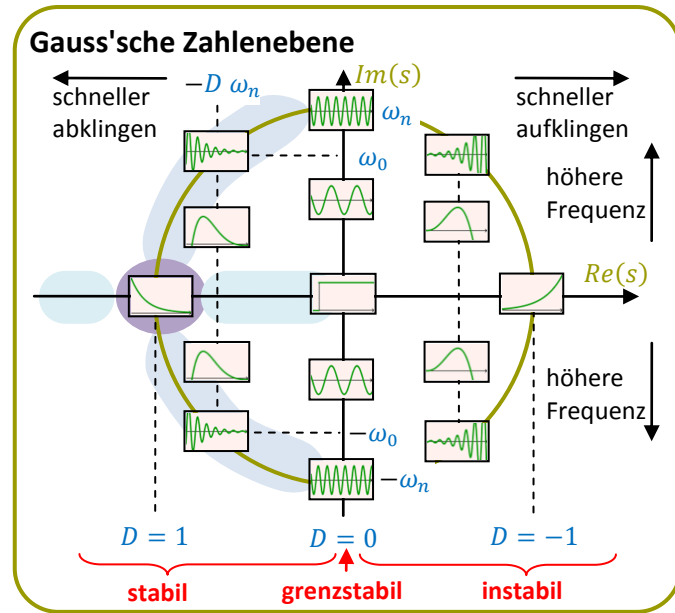 Gauss'sche Zahlenebene
Im(s)
schneller
abklingen
−D ωₙ
ωₙ
schneller
aufklingen
ω₀
höhere
Frequenz
Re(s)
höhere
Frequenz
−ω₀
−ωₙ
D = 1
D = 0
D = −1
stabil
grenzstabil
instabil